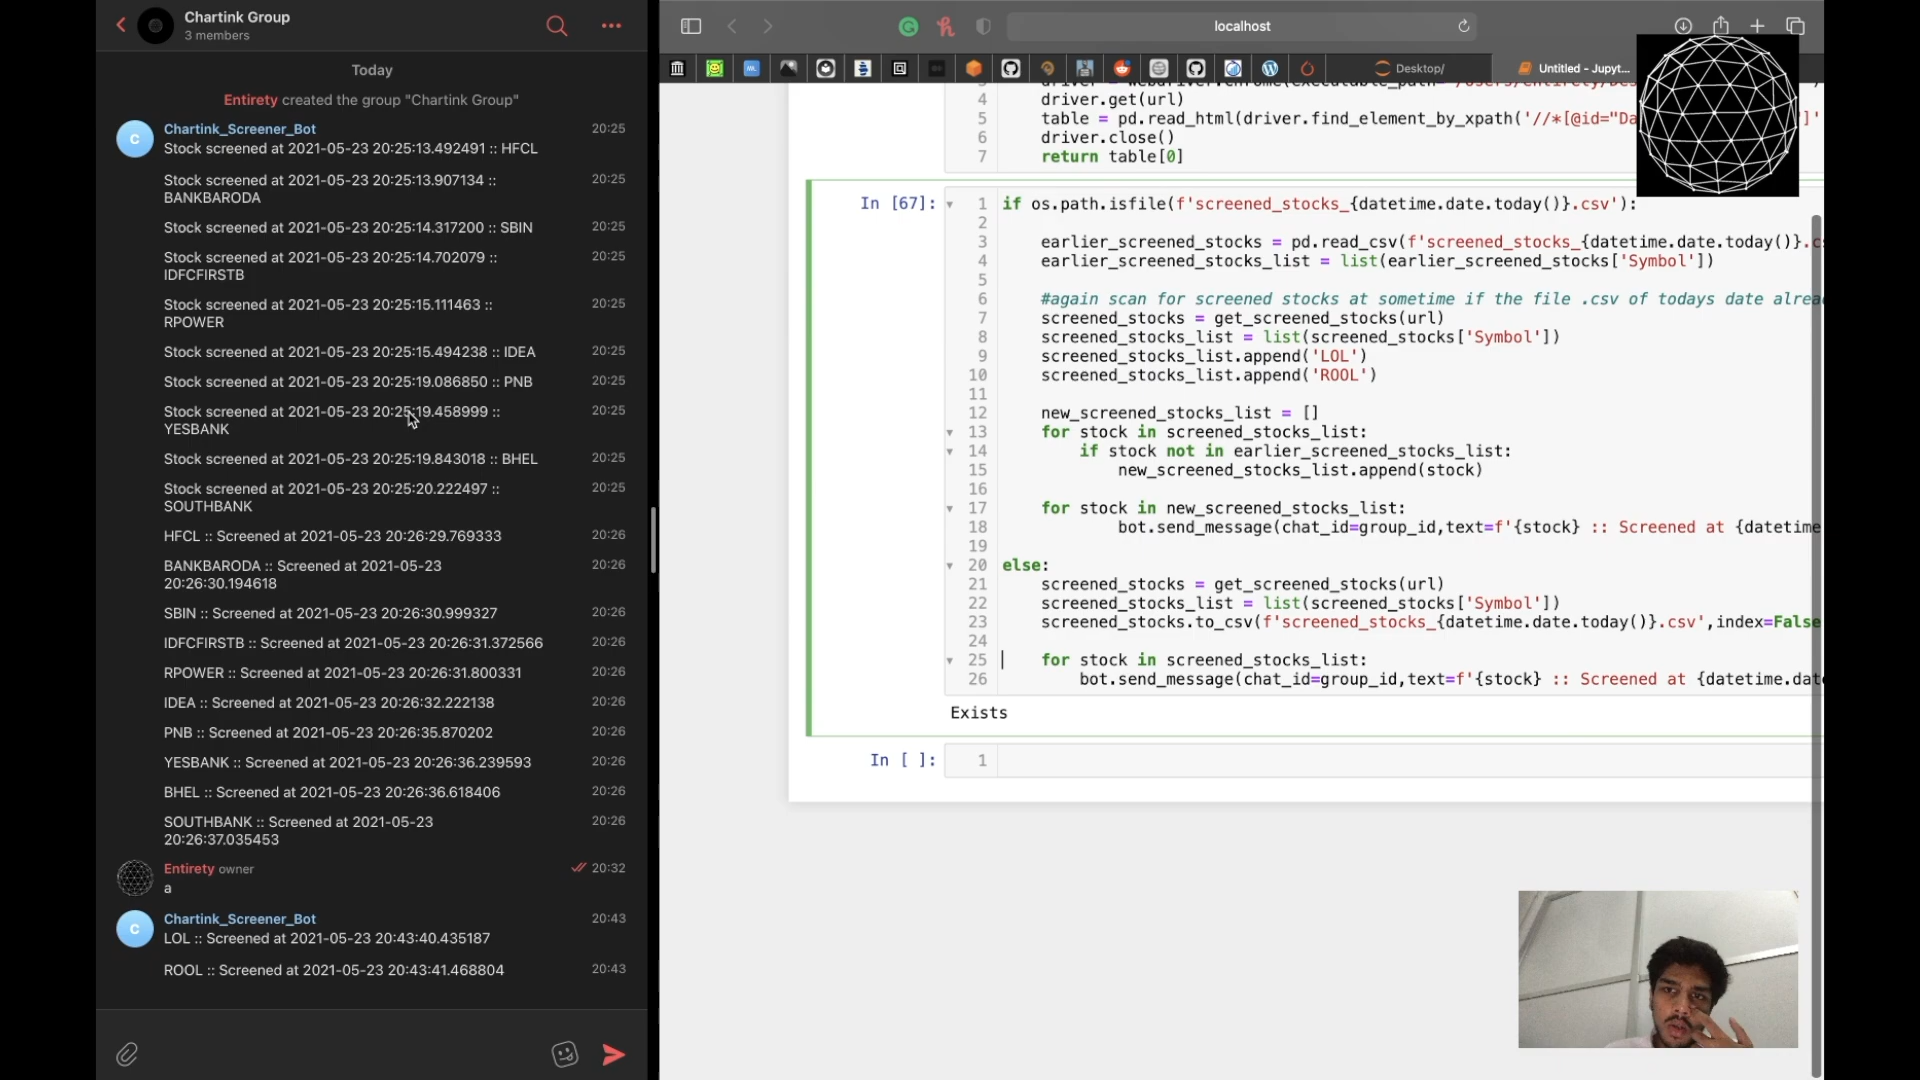 Chartink Group
3 members
Today
Entirety created the group "Chartink Group"
Chartink_Screener_Bot 20:25
Stock screened at 2021-05-23 20:25:13.492491 :: HFCL
Stock screened at 2021-05-23 20:25:13.907134 :: 20:25
BANKBARODA
Stock screened at 2021-05-23 20:25:14.317200 :: SBIN 20:25
Stock screened at 2021-05-23 20:25:14.702079 :: 20:25
IDFCFIRSTB
Stock screened at 2021-05-23 20:25:15.111463 :: 20:25
RPOWER
Stock screened at 2021-05-23 20:25:15.494238 :: IDEA 20:25
Stock screened at 2021-05-23 20:25:19.086850 :: PNB 20:25
Stock screened at 2021-05-23 20:25:19.458999 :: 20:25
YESBANK
Stock screened at 2021-05-23 20:25:19.843018 :: BHEL 20:25
Stock screened at 2021-05-23 20:25:20.222497 :: 20:25
SOUTHBANK
HFCL :: Screened at 2021-05-23 20:26:29.769333 20:26
BANKBARODA :: Screened at 2021-05-23 20:26
20:26:30.194618
SBIN :: Screened at 2021-05-23 20:26:30.999327 20:26
IDFCFIRSTB :: Screened at 2021-05-23 20:26:31.372566 20:26
RPOWER :: Screened at 2021-05-23 20:26:31.800331 20:26
IDEA :: Screened at 2021-05-23 20:26:32.222138 20:26
PNB :: Screened at 2021-05-23 20:26:35.870202 20:26
YESBANK :: Screened at 2021-05-23 20:26:36.239593 20:26
BHEL :: Screened at 2021-05-23 20:26:36.618406 20:26
SOUTHBANK :: Screened at 2021-05-23 20:26
20:26:37.035453
Entirety owner 20:32
a
Chartink_Screener_Bot 20:43
LOL :: Screened at 2021-05-23 20:43:40.435187
ROOL :: Screened at 2021-05-23 20:43:41.468804 20:43
localhost
Desktop/
Untitled - Jupyt...
4 driver.get(url)
5 table = pd.read_html(driver.find_element_by_xpath('//*[@id="Da
6 driver.close()
7 return table[0]
In [67]:
1 if os.path.isfile(f'screened_stocks_{datetime.date.today()}.csv'):
2
3 earlier_screened_stocks = pd.read_csv(f'screened_stocks_{datetime.date.today()}.c
4 earlier_screened_stocks_list = list(earlier_screened_stocks['Symbol'])
5
6 #again scan for screened stocks at sometime if the file .csv of todays date alrea
7 screened_stocks = get_screened_stocks(url)
8 screened_stocks_list = list(screened_stocks['Symbol'])
9 screened_stocks_list.append('LOL')
10 screened_stocks_list.append('ROOL')
11
12 new_screened_stocks_list = []
13 for stock in screened_stocks_list:
14 if stock not in earlier_screened_stocks_list:
15 new_screened_stocks_list.append(stock)
16
17 for stock in new_screened_stocks_list:
18 bot.send_message(chat_id=group_id,text=f'{stock} :: Screened at {datetime
19
20 else:
21 screened_stocks = get_screened_stocks(url)
22 screened_stocks_list = list(screened_stocks['Symbol'])
23 screened_stocks.to_csv(f'screened_stocks_{datetime.date.today()}.csv',index=False
24
25 for stock in screened_stocks_list:
26 bot.send_message(chat_id=group_id,text=f'{stock} :: Screened at {datetime.dat
Exists
In [ ]: 1